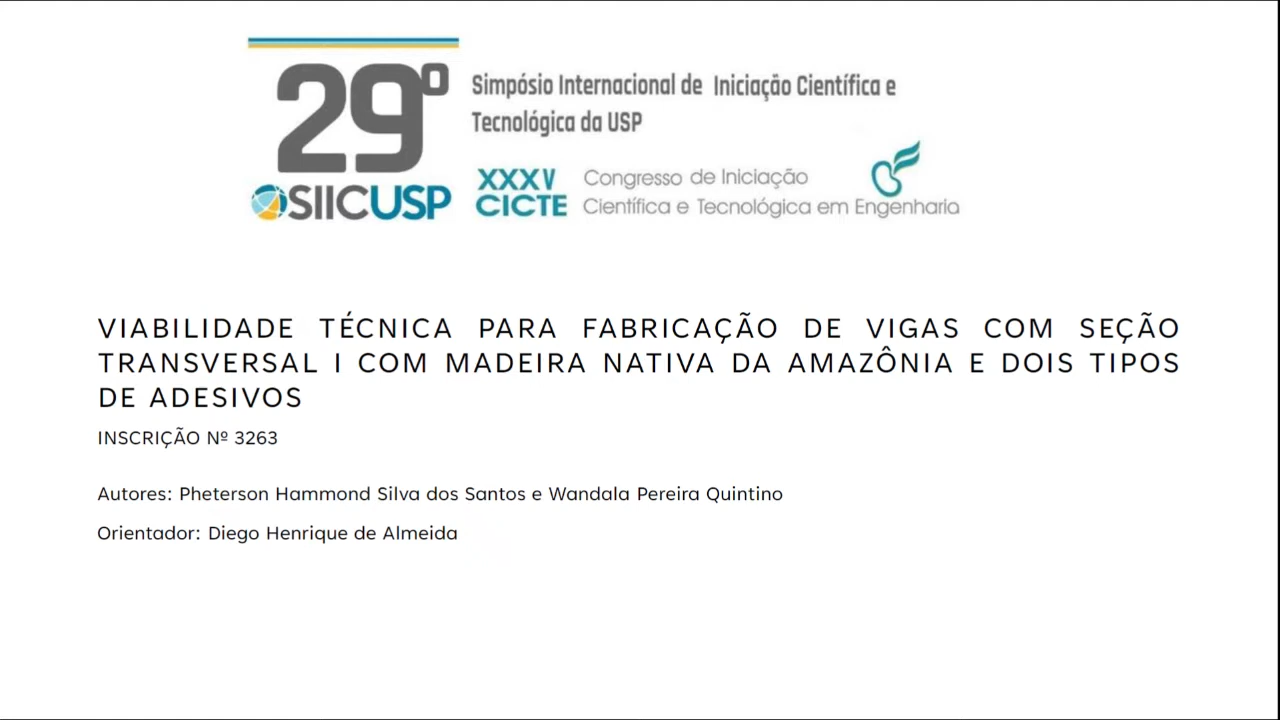 29º
Simpósio Internacional de Iniciação Científica e
Tecnológica da USP
SIICUSP
XXXV
CICTE
Congresso de Iniciação
Científica e Tecnológica em Engenharia
VIABILIDADE TÉCNICA PARA FABRICAÇÃO DE VIGAS COM SEÇÃO
TRANSVERSAL I COM MADEIRA NATIVA DA AMAZÔNIA E DOIS TIPOS
DE ADESIVOS
INSCRIÇÃO Nº 3263
Autores: Pheterson Hammond Silva dos Santos e Wandala Pereira Quintino
Orientador: Diego Henrique de Almeida